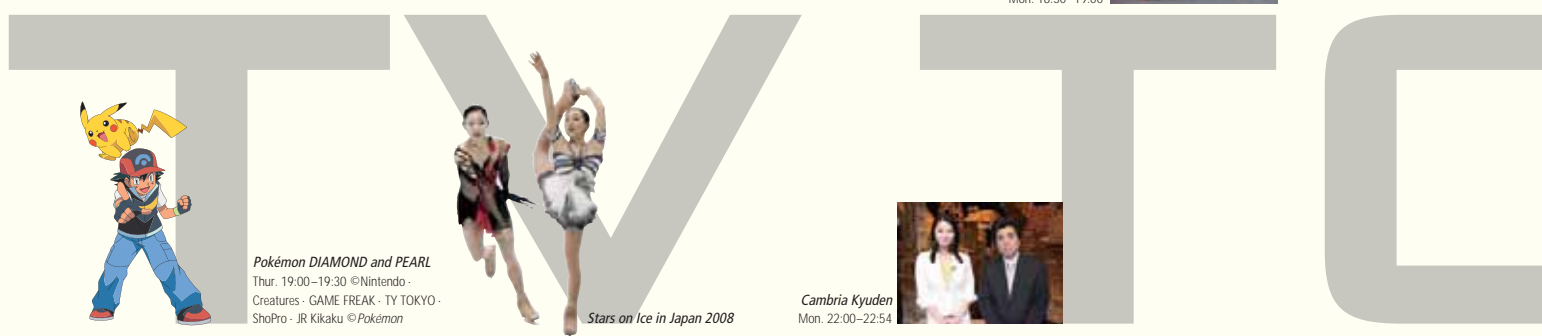 TV TO
Pokémon DIAMOND and PEARL
Thur. 19:00–19:30 ©Nintendo ·
Creatures · GAME FREAK · TY TOKYO ·
ShoPro · JR Kikaku ©Pokémon
Stars on Ice in Japan 2008
Cambria Kyuden
Mon. 22:00–22:54